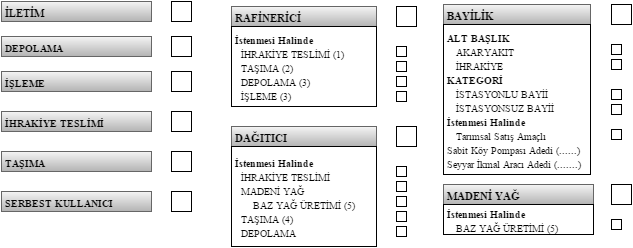 İLETİM
DEPOLAMA
İŞLEME
İHRAKİYE TESLİMİ
TAŞIMA
SERBEST KULLANICI
RAFİNERİCİ
İstenmesi Halinde
İHRAKİYE TESLİMİ (1)
TAŞIMA (2)
DEPOLAMA (3)
İŞLEME (3)
DAĞITICI
İstenmesi Halinde
İHRAKİYE TESLİMİ
MADENİ YAĞ
BAZ YAĞ ÜRETİMİ (5)
TAŞIMA (4)
DEPOLAMA
BAYİLİK
ALT BAŞLIK
AKARYAKIT
İHRAKİYE
KATEGORİ
İSTASYONLU BAYİİ
İSTASYONSUZ BAYİİ
İstenmesi Halinde
Tarımsal Satış Amaçlı
Sabit Köy Pompası Adedi (......)
Seyyar İkmal Aracı Adedi (.......)
MADENİ YAĞ
İstenmesi Halinde
BAZ YAĞ ÜRETİMİ (5)